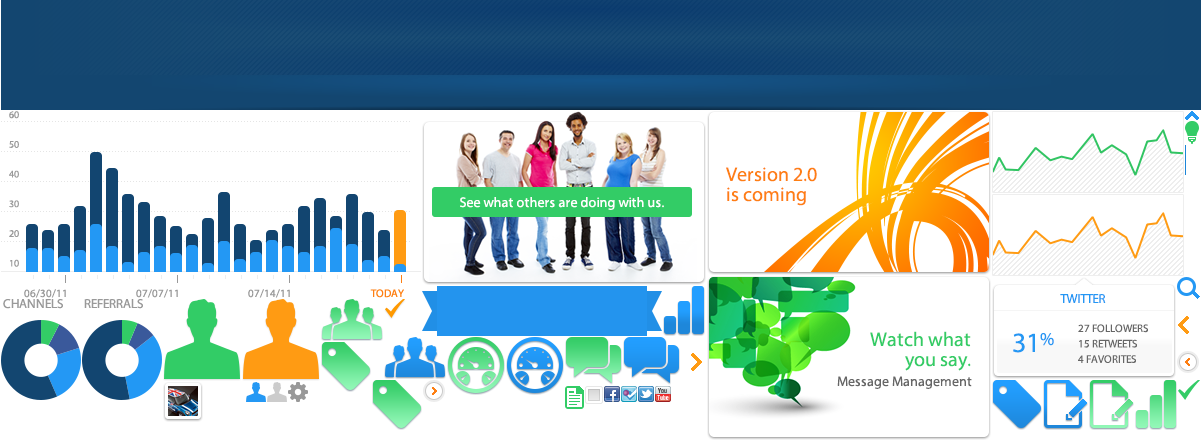 60
50
40
30
20
10
06/30/11
07/07/11
07/14/11
TODAY
CHANNELS
REFERRALS
See what others are doing with us.
Version 2.0
is coming
Watch what
you say.
Message Management
TWITTER
31%
27 FOLLOWERS
15 RETWEETS
4 FAVORITES
You
Tube